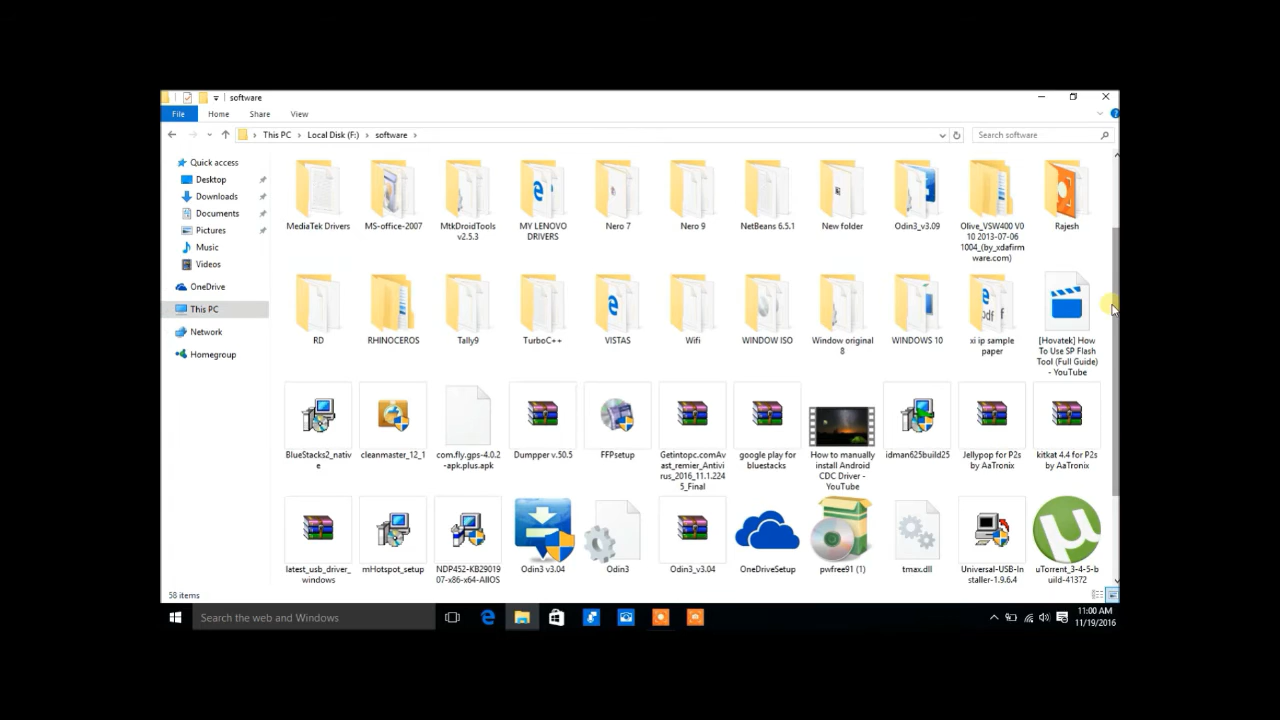 software
File Home Share View
This PC Local Disk (F:) software
Search software
Quick access
Desktop
Downloads
Documents
Pictures
Music
Videos
OneDrive
This PC
Network
Homegroup
MediaTek Drivers
MS-office-2007
MtkDroidTools
v2.5.3
MY LENOVO
DRIVERS
Nero 7
Nero 9
NetBeans 6.5.1
New folder
Odin3_v3.09
Olive_VSW400 V0
10 2013-07-06
1004_(by_xdafirm
ware.com)
Rajesh
RD
RHINOCEROS
Tally9
TurboC++
VISTAS
Wifi
WINDOW ISO
Window original
8
WINDOWS 10
xi ip sample
paper
[Hovatek] How
To Use SP Flash
Tool (Full Guide)
- YouTube
BlueStacks2_nativ
e
cleanmaster_12_1
com.fly.gps-4.0.2
-apk.plus.apk
Dumpper v.50.5
FFPsetup
Getintopc.comAv
ast_remier_Antivi
rus_2016_11.1.224
5_Final
google play for
bluestacks
How to manually
install Android
CDC Driver -
YouTube
idman625build25
Jellypop for P2s
by AaTronix
kitkat 4.4 for P2s
by AaTronix
latest_usb_driver_
windows
mHotspot_setup
NDP452-KB29019
07-x86-x64-AllOS
Odin3 v3.04
Odin3
Odin3_v3.04
OneDriveSetup
pwfree91 (1)
tmax.dll
Universal-USB-In
staller-1.9.6.4
uTorrent_3-4-5-b
uild-41372
58 items
Search the web and Windows
11:00 AM
11/19/2016